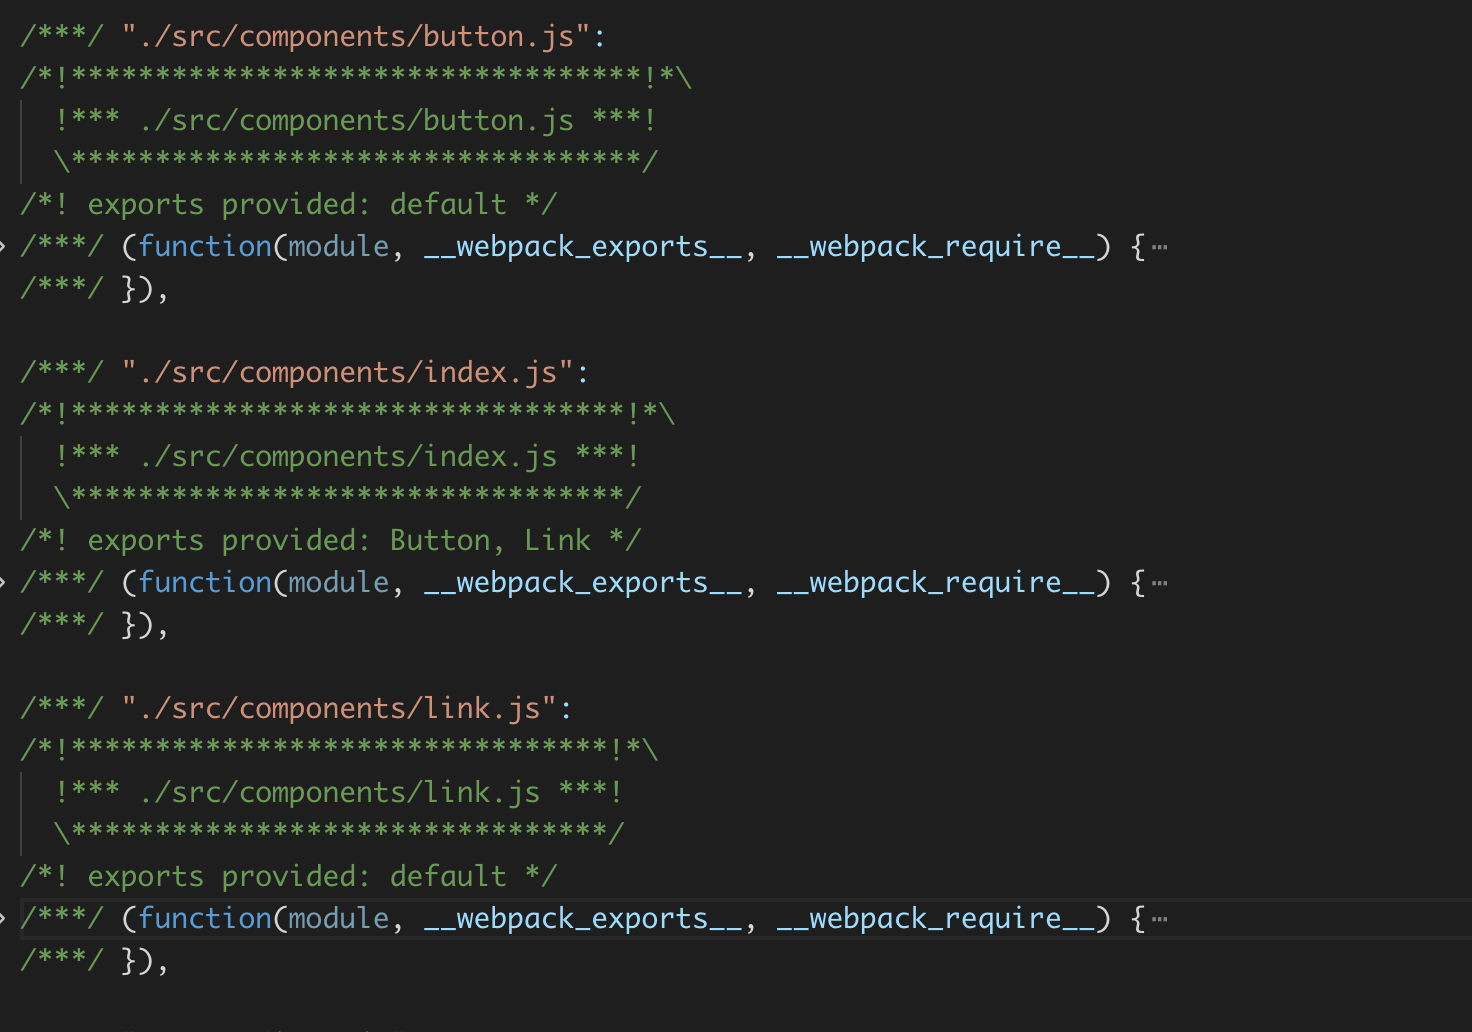 /***/ "./src/components/button.js":
/*!**********************************!*\
  !*** ./src/components/button.js ***!
  \**********************************/
/*! exports provided: default */
/***/ (function(module, __webpack_exports__, __webpack_require__) {⋯
/***/ }),

/***/ "./src/components/index.js":
/*!*********************************!*\
  !*** ./src/components/index.js ***!
  \*********************************/
/*! exports provided: Button, Link */
/***/ (function(module, __webpack_exports__, __webpack_require__) {⋯
/***/ }),

/***/ "./src/components/link.js":
/*!********************************!*\
  !*** ./src/components/link.js ***!
  \********************************/
/*! exports provided: default */
/***/ (function(module, __webpack_exports__, __webpack_require__) {⋯
/***/ }),